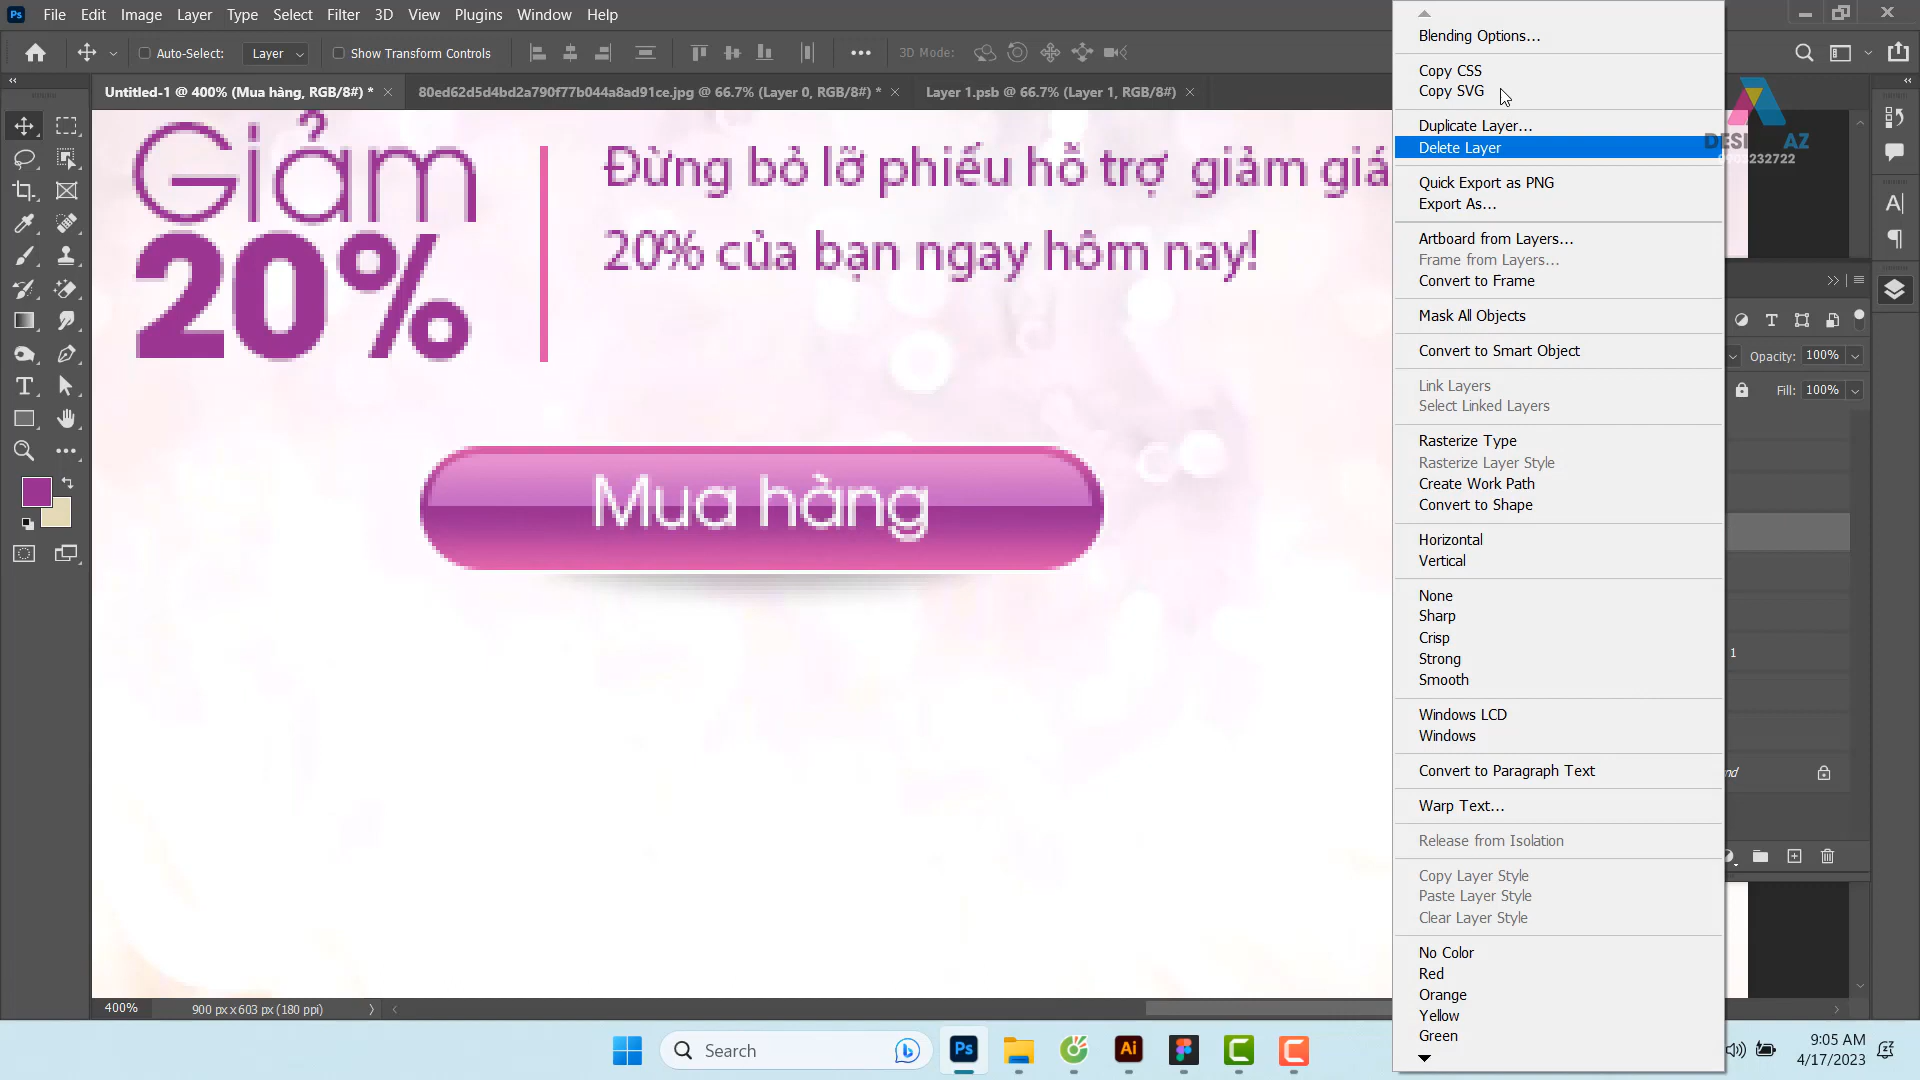 File Edit Image Layer Type Select Filter 3D View Plugins Window Help
Auto-Select: Layer Show Transform Controls 3D Mode:
Untitled-1 @ 400% (Mua hàng, RGB/8#) *
80ed62d5d4bd2a790f77b044a8ad91ce.jpg @ 66.7% (Layer 0, RGB/8#) *
Layer 1.psb @ 66.7% (Layer 1, RGB/8#)
Giảm
20%
Đừng bỏ lỡ phiếu hỗ trợ giảm giá
20% của bạn ngay hôm nay!
Mua hàng
Blending Options...
Copy CSS
Copy SVG
Duplicate Layer...
Delete Layer
Quick Export as PNG
Export As...
Artboard from Layers...
Frame from Layers...
Convert to Frame
Mask All Objects
Convert to Smart Object
Link Layers
Select Linked Layers
Rasterize Type
Rasterize Layer Style
Create Work Path
Convert to Shape
Horizontal
Vertical
None
Sharp
Crisp
Strong
Smooth
Windows LCD
Windows
Convert to Paragraph Text
Warp Text...
Release from Isolation
Copy Layer Style
Paste Layer Style
Clear Layer Style
No Color
Red
Orange
Yellow
Green
0902232722
Opacity: 100%
Fill: 100%
1
400% 900 px x 603 px (180 ppi)
Search
9:05 AM
4/17/2023